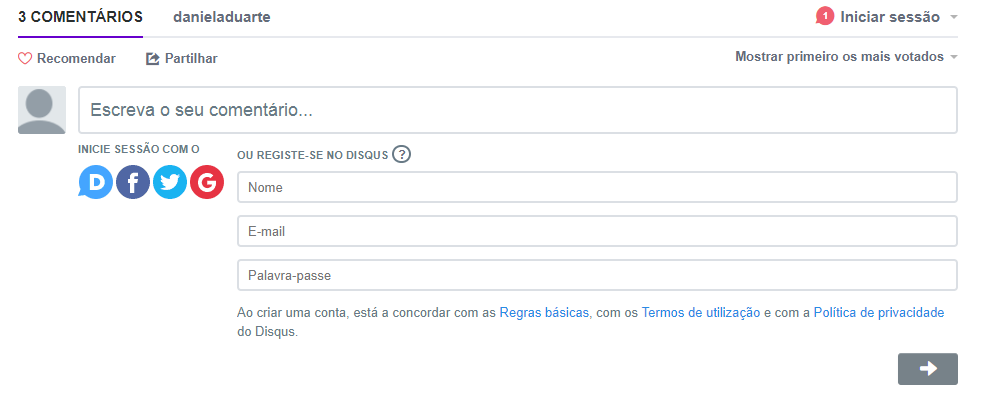 3 COMENTÁRIOS danieladuarte 1 Iniciar sessão
Recomendar Partilhar Mostrar primeiro os mais votados
Escreva o seu comentário...
INICIE SESSÃO COM O
OU REGISTE-SE NO DISQUS ?
D f G
Nome
E-mail
Palavra-passe
Ao criar uma conta, está a concordar com as Regras básicas, com os Termos de utilização e com a Política de privacidade
do Disqus.